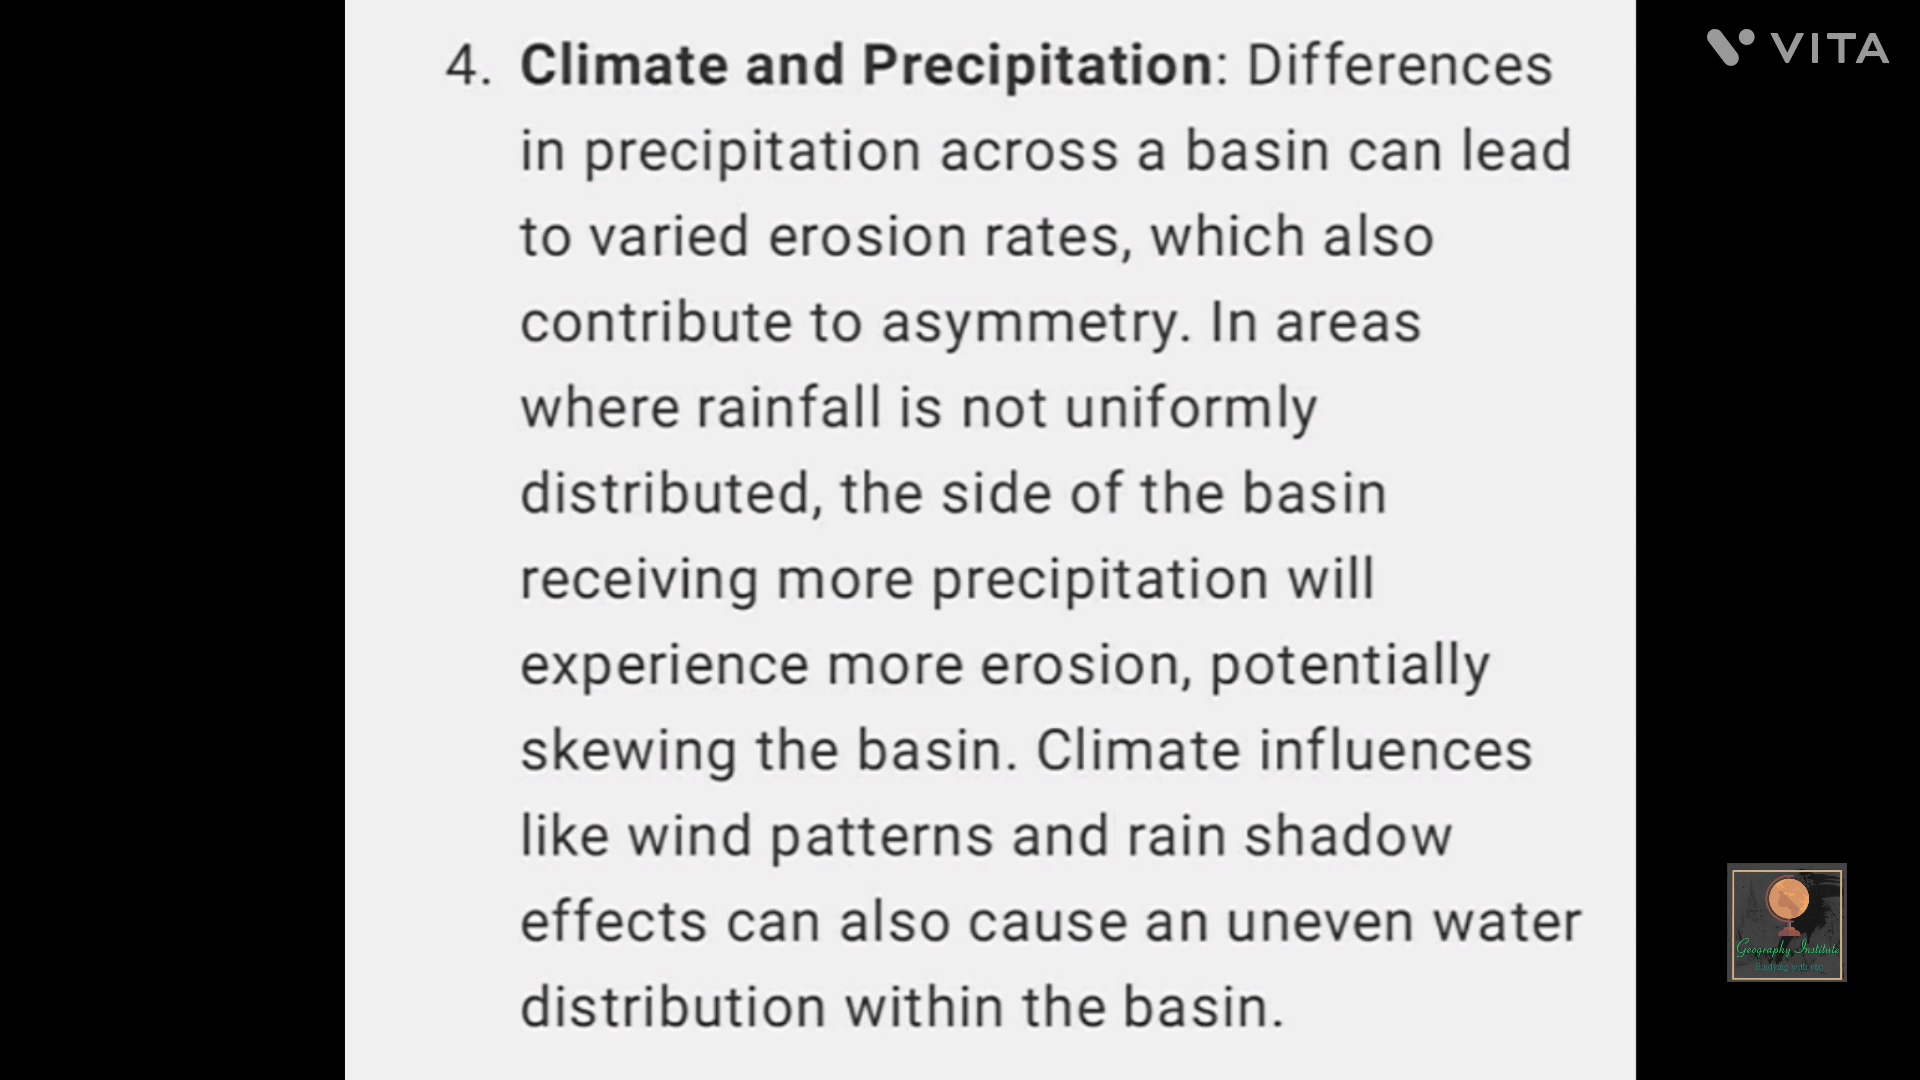 4. Climate and Precipitation: Differences
in precipitation across a basin can lead
to varied erosion rates, which also
contribute to asymmetry. In areas
where rainfall is not uniformly
distributed, the side of the basin
receiving more precipitation will
experience more erosion, potentially
skewing the basin. Climate influences
like wind patterns and rain shadow
effects can also cause an uneven water
distribution within the basin.
VITA
Geography Institute
Studying with you